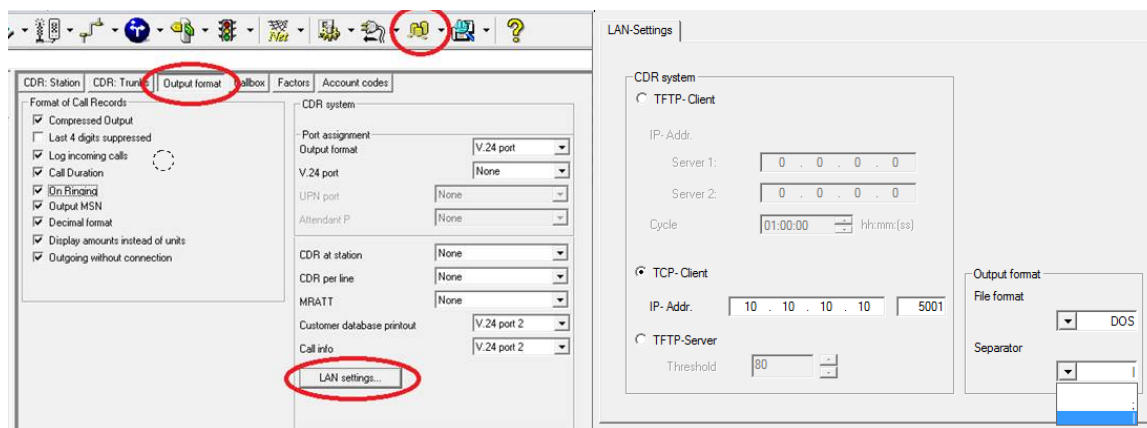 Net
CDR: Station CDR: Trunks Output format Callbox Factors Account codes
Format of Call Records
Compressed Output
Last 4 digits suppressed
Log incoming calls
Call Duration
On Ringing
Output MSN
Decimal format
Display amounts instead of units
Outgoing without connection
CDR system
Port assignment
Output format V.24 port
V.24 port None
UPN port None
Attendant P None
CDR at station None
CDR per line None
MRATT None
Customer database printout V.24 port 2
Call info V.24 port 2
LAN settings...
LAN-Settings
CDR system
TFTP-Client
IP-Addr.
Server 1: 0 . 0 . 0 . 0
Server 2: 0 . 0 . 0 . 0
Cycle 01:00:00 hh:mm:(ss)
TCP-Client
IP-Addr. 10 . 10 . 10 . 10 5001
TFTP-Server
Threshold 80
Output format
File format
DOS
Separator
|
;
|